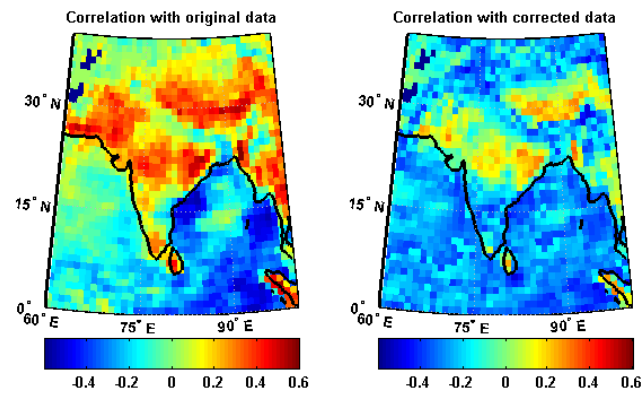 Correlation with original data
30° N
15° N
0°
60° E
75° E
90° E
-0.4 -0.2 0 0.2 0.4 0.6
Correlation with corrected data
30° N
15° N
0°
60° E
75° E
90° E
-0.4 -0.2 0 0.2 0.4 0.6